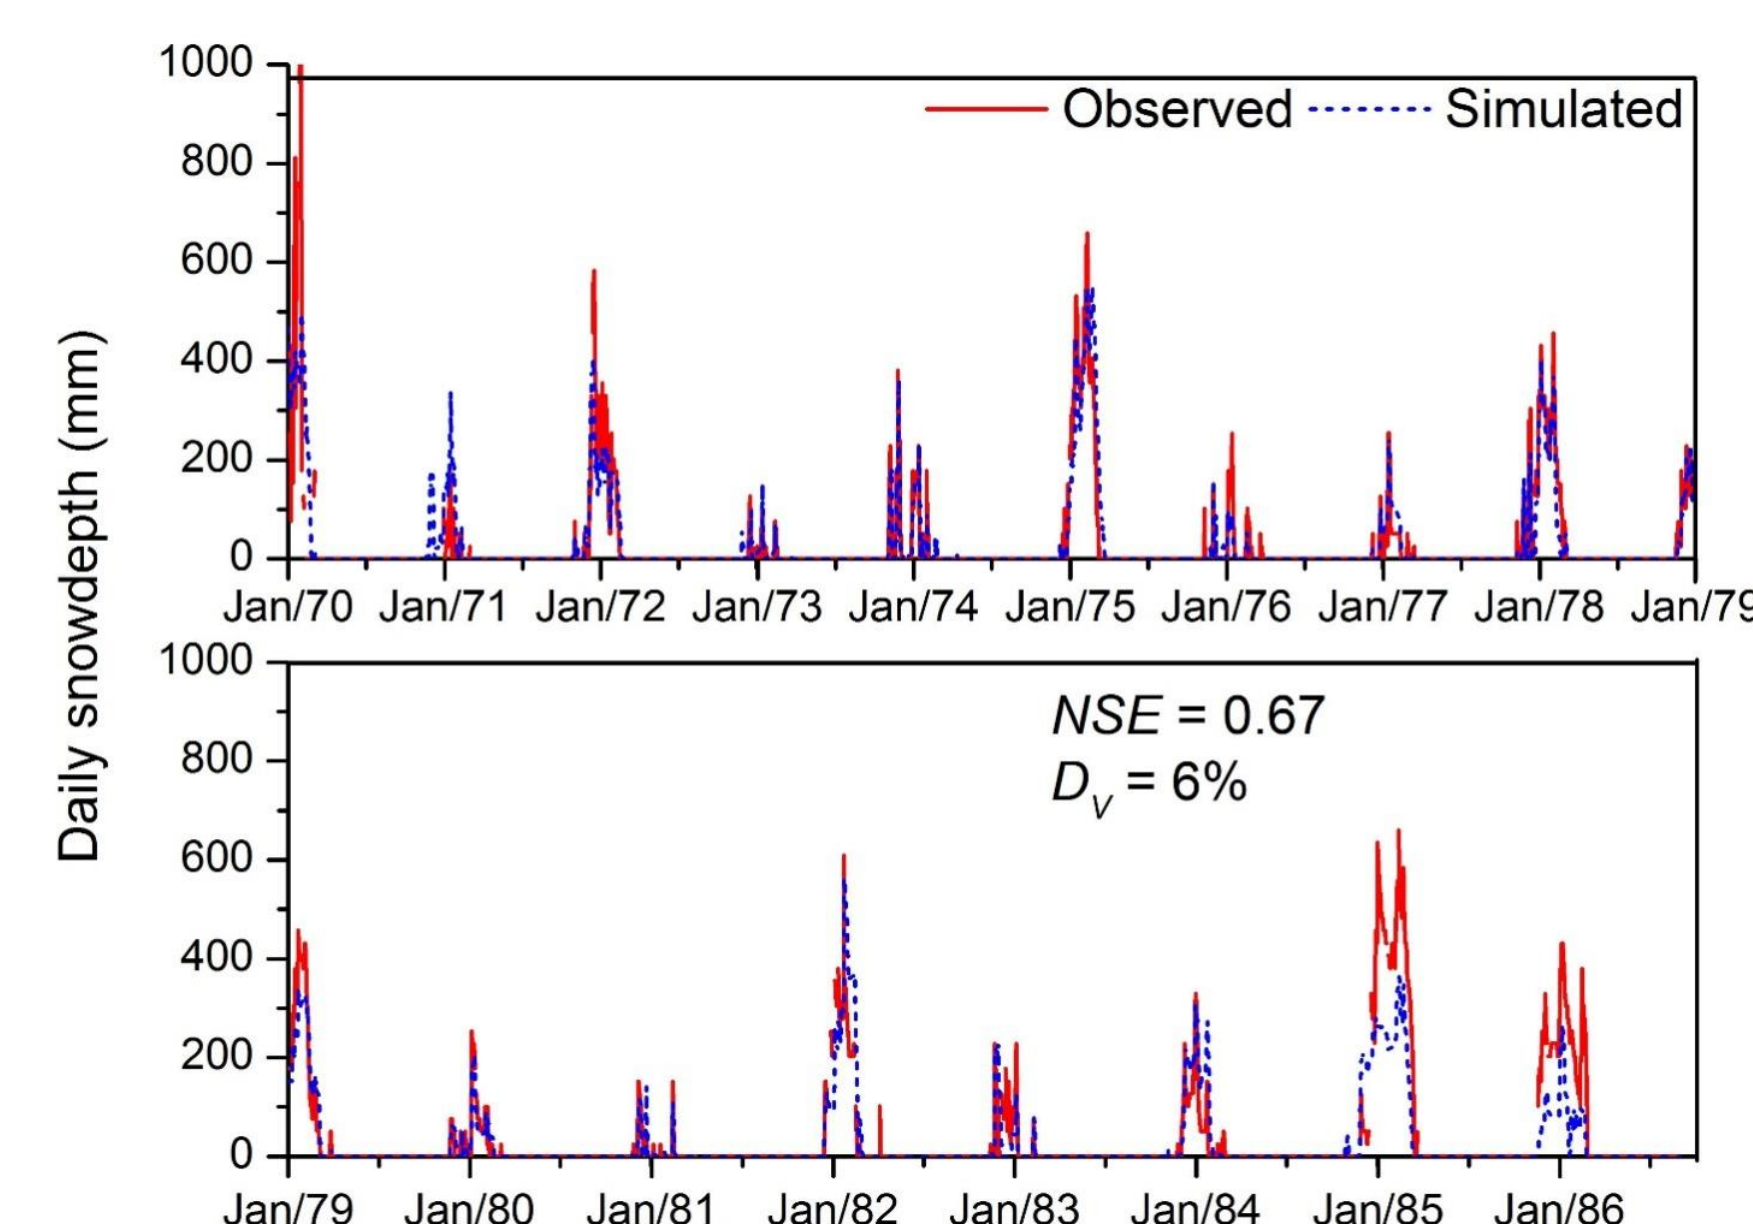 1000
Observed Simulated
800
600
400
200
0
Jan/70 Jan/71 Jan/72 Jan/73 Jan/74 Jan/75 Jan/76 Jan/77 Jan/78 Jan/79
Daily snowdepth (mm)
1000
NSE = 0.67
800
DV = 6%
600
400
200
0
Jan/79 Jan/80 Jan/81 Jan/82 Jan/83 Jan/84 Jan/85 Jan/86